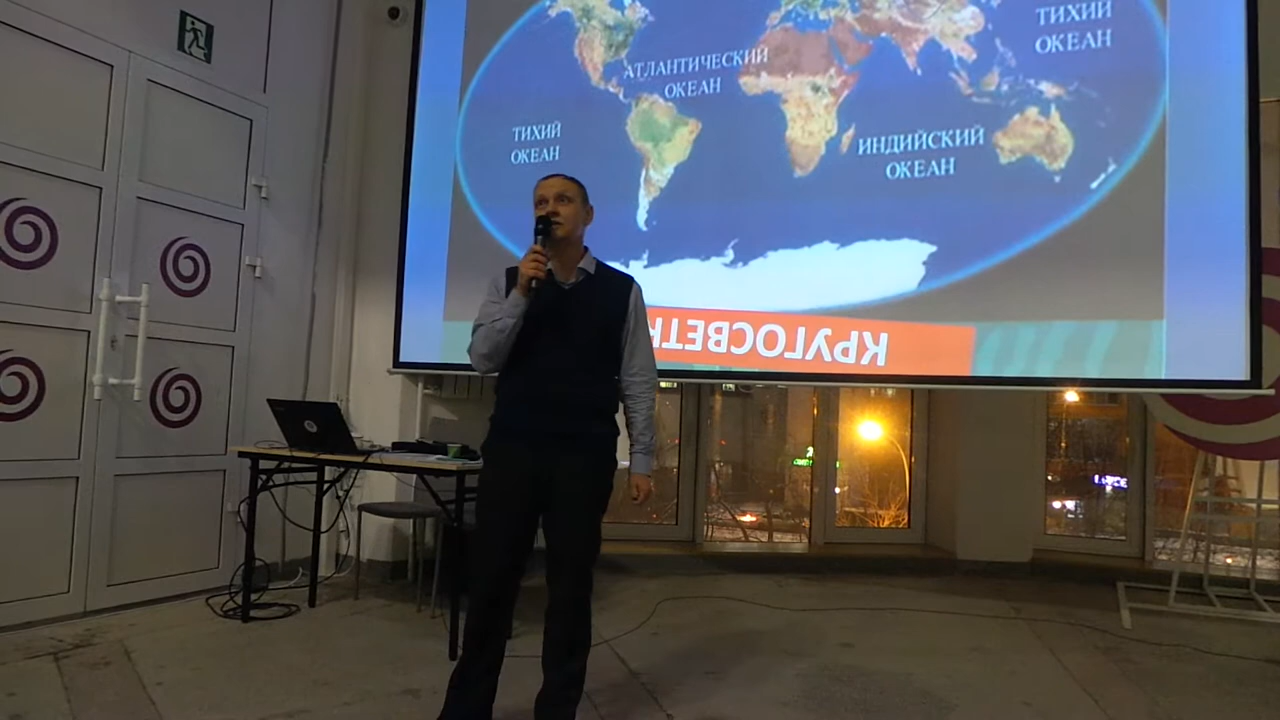 ТИХИЙ
ОКЕАН
АТЛАНТИЧЕСКИЙ
ОКЕАН
ТИХИЙ
ОКЕАН
ИНДИЙСКИЙ
ОКЕАН
КРУГОСВЕТ